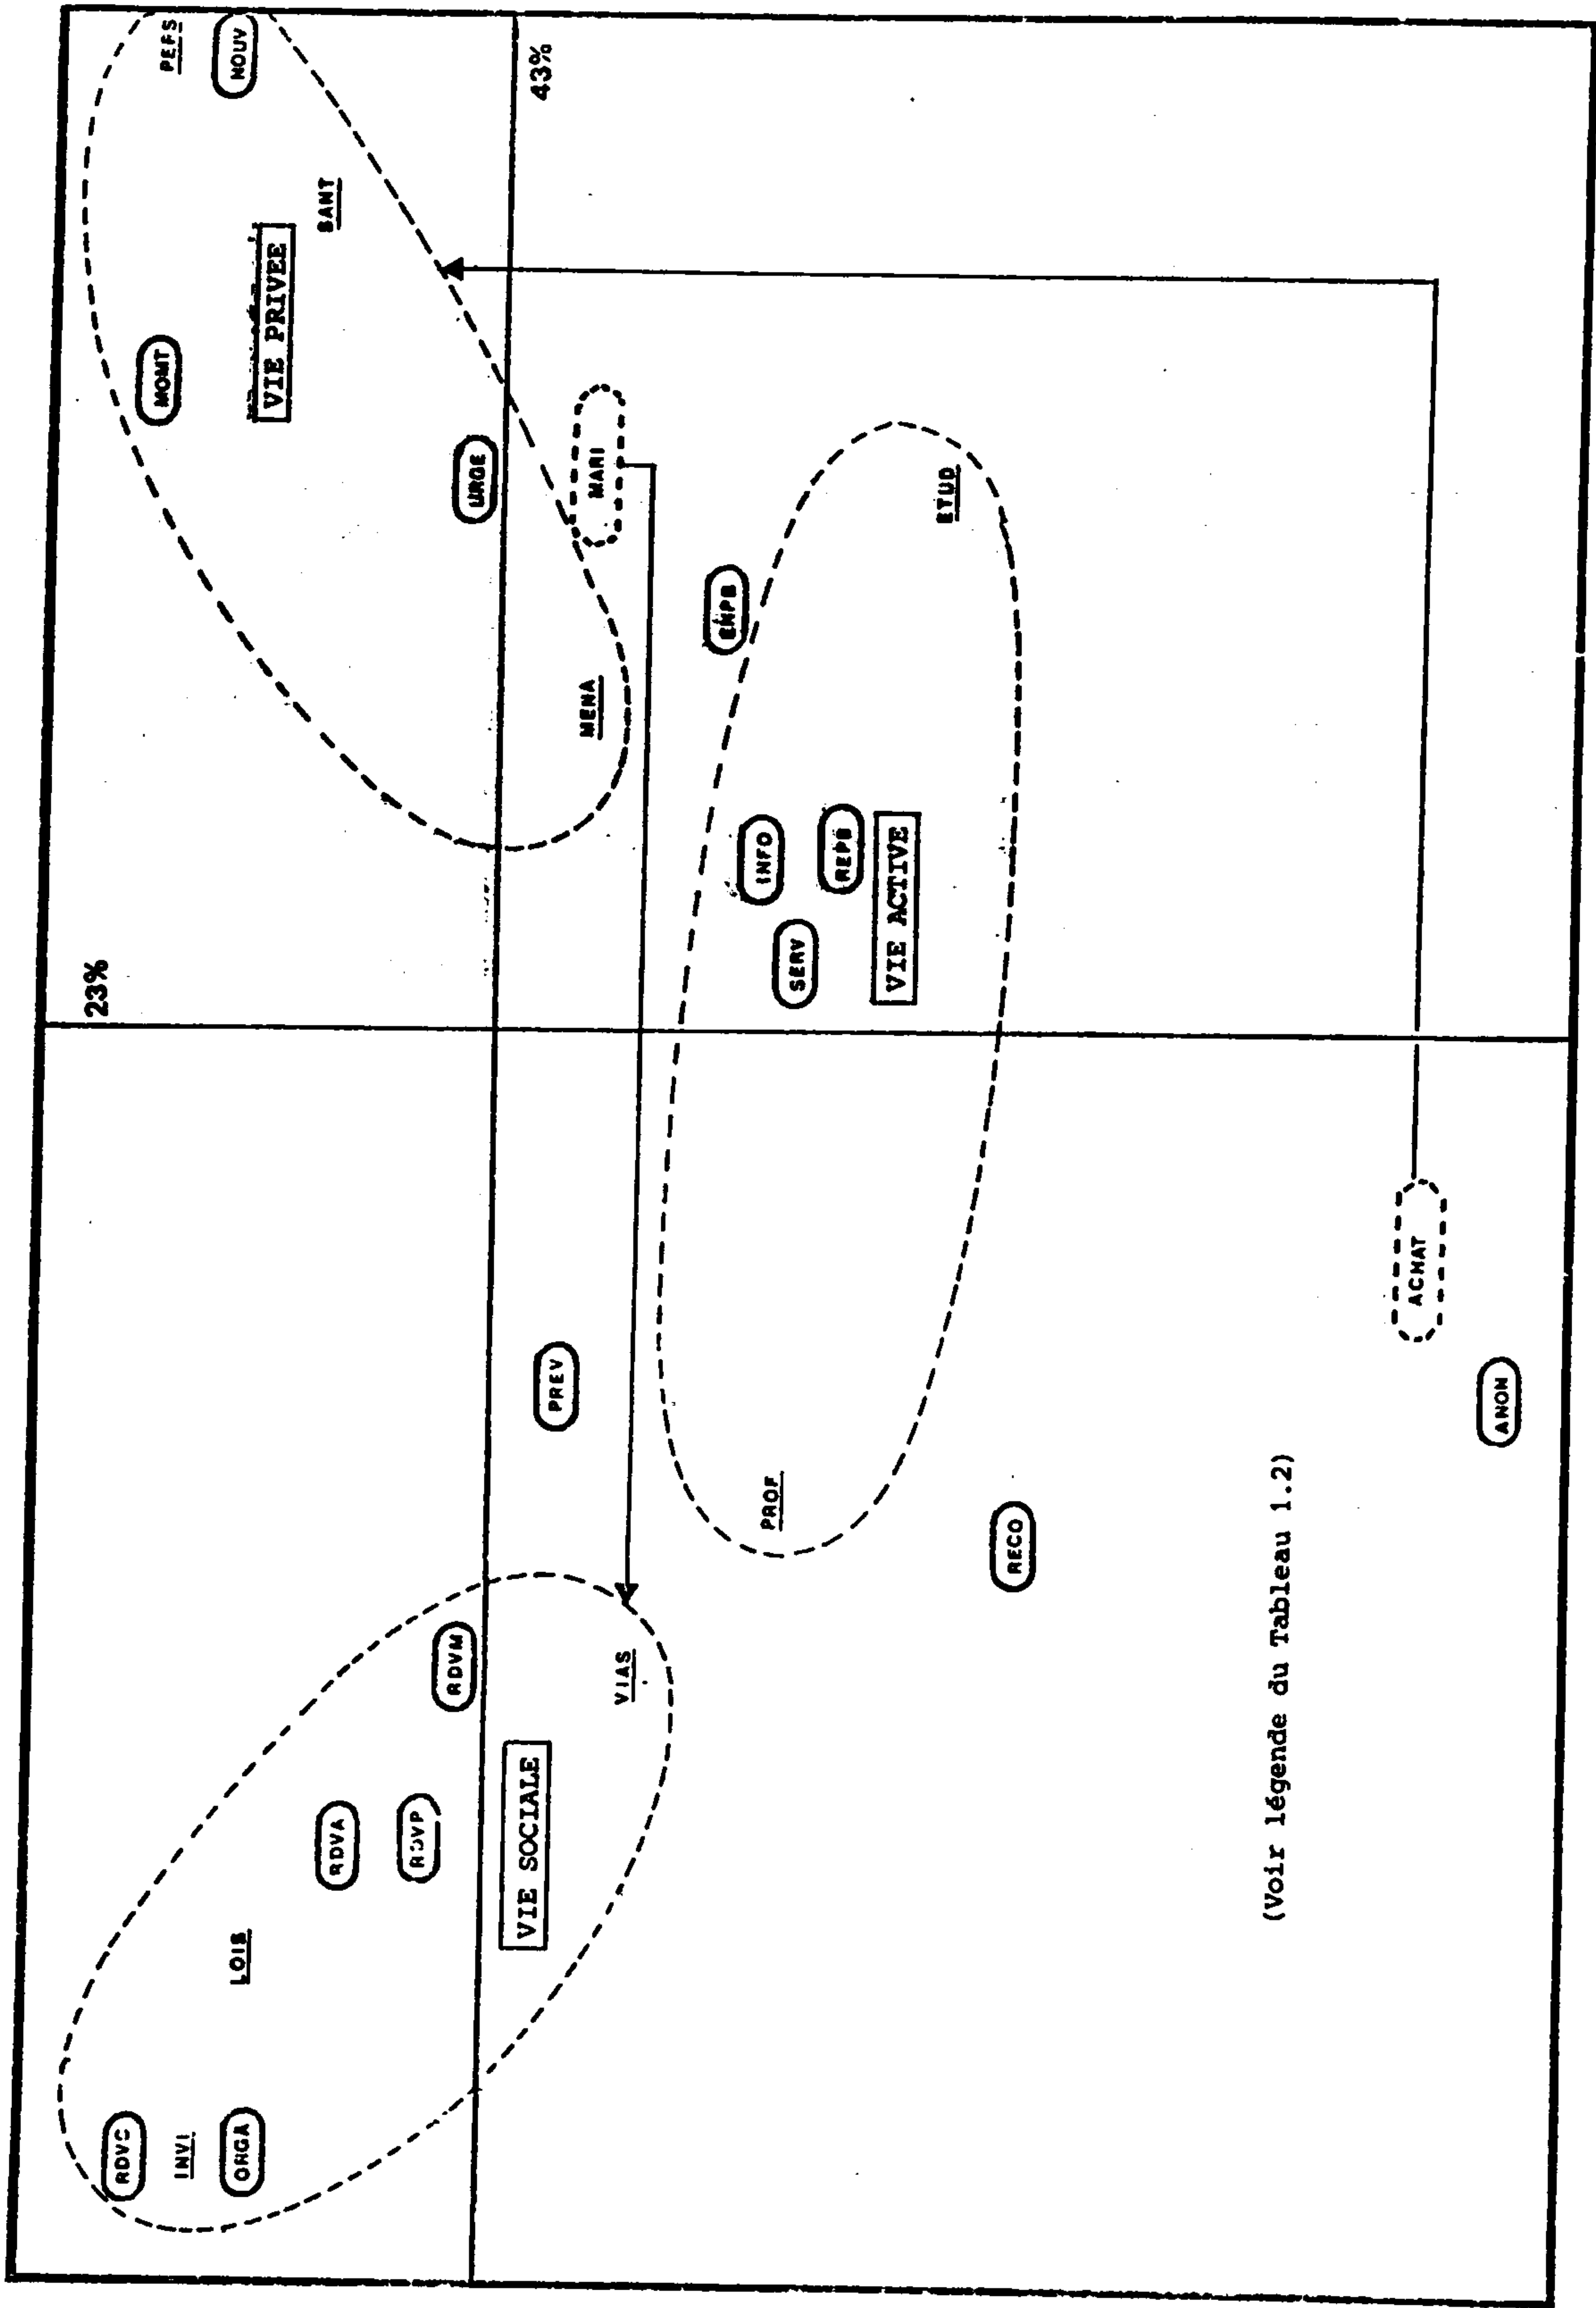 23%
RDVC
MOMT
PERS
INVI
NOUV
ORGA
LOIS
VIE PRIVEE
SANT
RDVA
RDVP
RDVM
URGE
VIE SOCIALE
43%
PREV
MENA
MARI
VIAS
EMPB
INFO
PROF
SERV
REPB
VIE ACTIVE
ETUD
RECO
(Voir légende du Tableau 1.2)
ACHAT
ANON